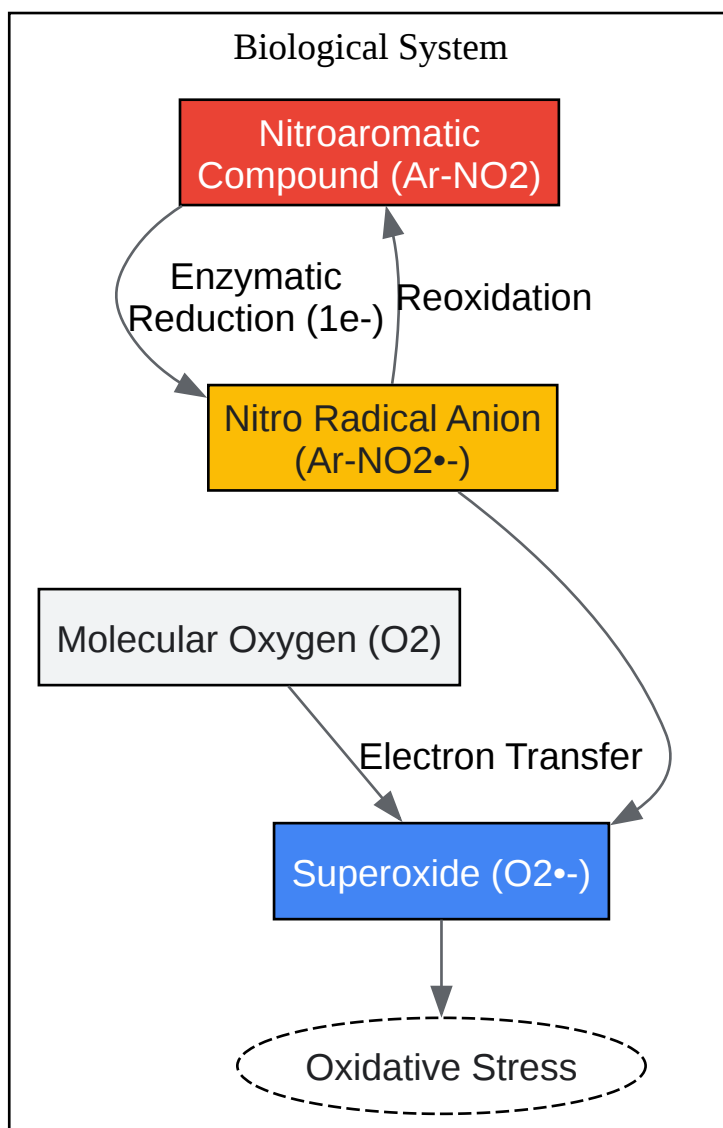 Biological System
Nitroaromatic
Compound (Ar-NO2)
Enzymatic
Reduction (1e-)
Reoxidation
Nitro Radical Anion
(Ar-NO2•-)
Molecular Oxygen (O2)
Electron Transfer
Superoxide (O2•-)
Oxidative Stress